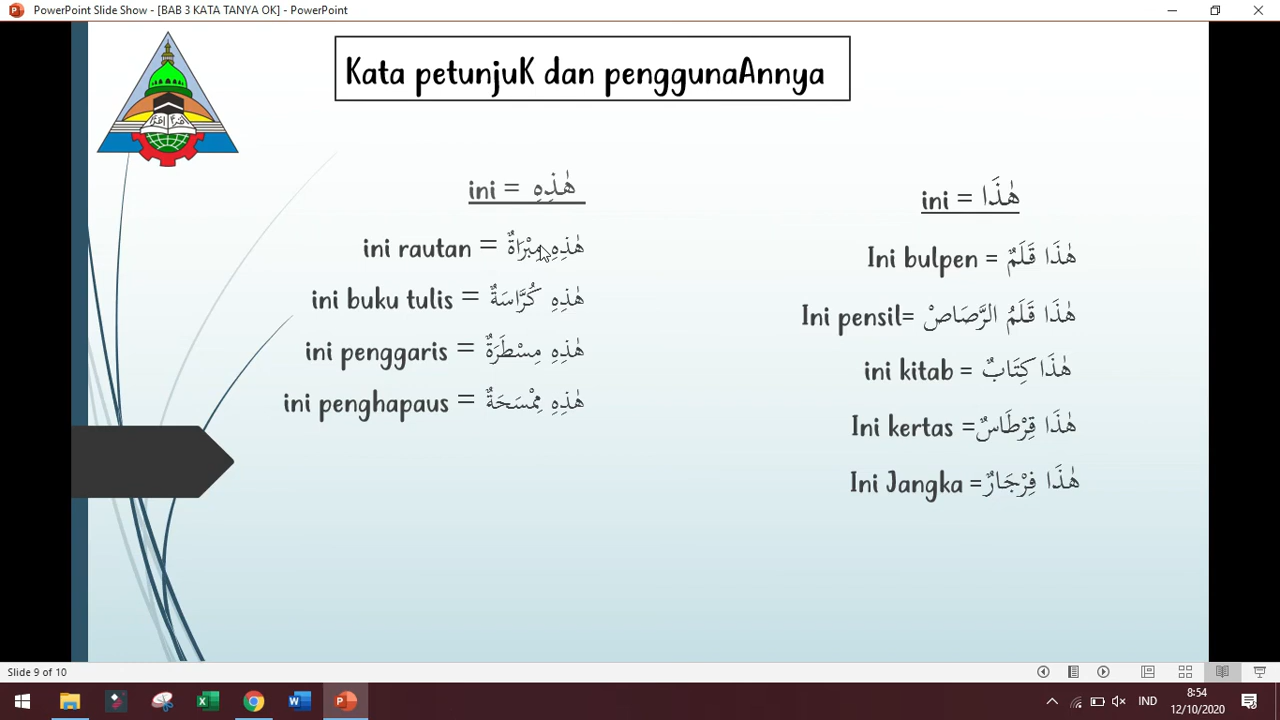 PowerPoint Slide Show - [BAB 3 KATA TANYA OK] - PowerPoint
Kata petunjuK dan penggunaAnnya
هٰذَا = ini
هٰذَا قَلَمٌ = Ini bulpen
هٰذَا قَلَمُ الرَّصَاصْ =Ini pensil
هٰذَا كِتَابٌ = ini kitab
هٰذَا قِرْطَاسٌ= Ini kertas
هٰذَا فِرْجَارٌ= Ini Jangka
هٰذِهِ = ini
هٰذِهِ مِبْرَاةٌ = ini rautan
هٰذِهِ كُرَّاسَةٌ = ini buku tulis
هٰذِهِ مِسْطَرَةٌ = ini penggaris
هٰذِهِ مِمْسَحَةٌ = ini penghapaus
Slide 9 of 10
IND
8:54
12/10/2020